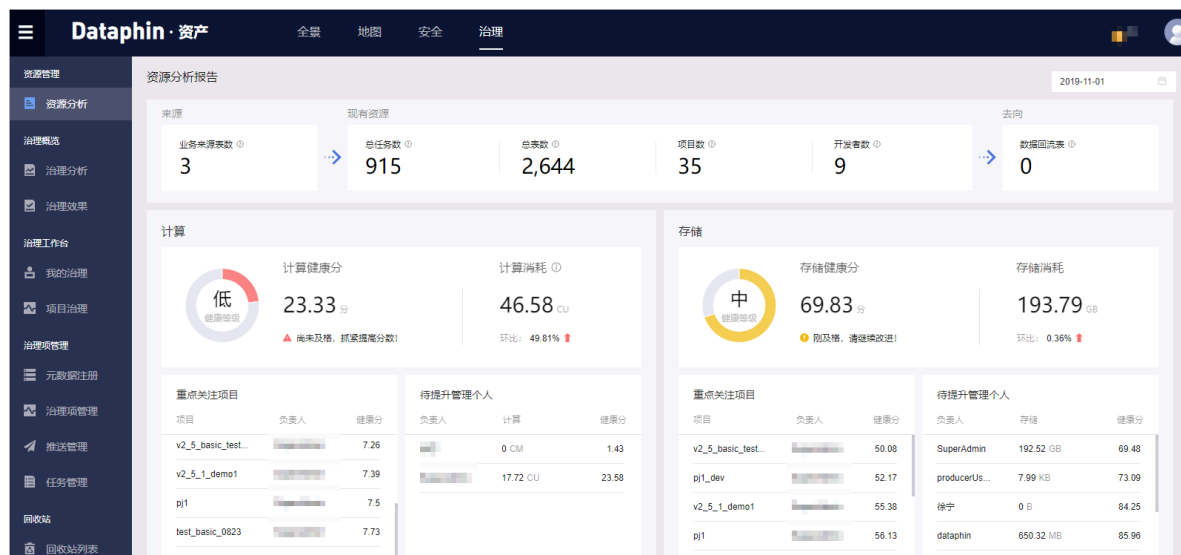 Dataphin · 资产 全景 地图 安全 治理
资源管理
资源分析
治理概览
治理分析
治理效果
治理工作台
我的治理
项目治理
治理项管理
元数据注册
治理项管理
推送管理
任务管理
回收站
回收站列表
资源分析报告 2019-11-01
来源 现有资源 去向
业务来源表数 总任务数 总表数 项目数 开发者数 数据回流表
3 915 2,644 35 9 0
计算
低
健康等级
计算健康分 计算消耗
23.33 分 46.58 CU
尚未及格，抓紧提高分数! 环比: 49.81%
重点关注项目
项目 负责人 健康分
v2_5_basic_test... 7.26
v2_5_1_demo1 7.39
pj1 7.5
test_basic_0823 7.73
待提升管理个人
负责人 计算 健康分
0 CM 1.43
17.72 CU 23.58
存储
中
健康等级
存储健康分 存储消耗
69.83 分 193.79 GB
刚及格，请继续改进! 环比: 0.36%
重点关注项目
项目 负责人 健康分
v2_5_basic_test... 50.08
pj1_dev 52.17
v2_5_1_demo1 55.38
pj1 56.13
待提升管理个人
负责人 存储 健康分
SuperAdmin 192.52 GB 69.48
producerUs... 7.99 KB 73.09
徐宁 0 B 84.25
dataphin 650.32 MB 85.96